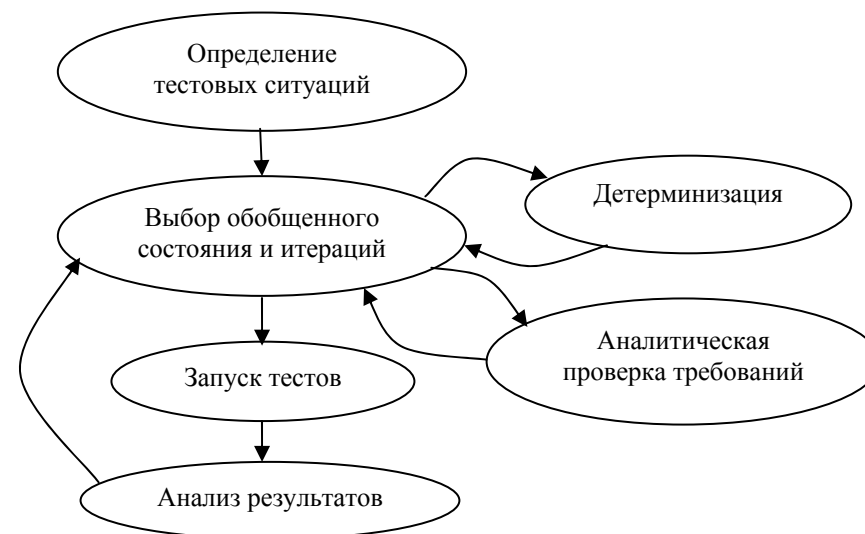 Определение
тестовых ситуаций
Выбор обобщенного
состояния и итераций
Детерминизация
Аналитическая
проверка требований
Запуск тестов
Анализ результатов